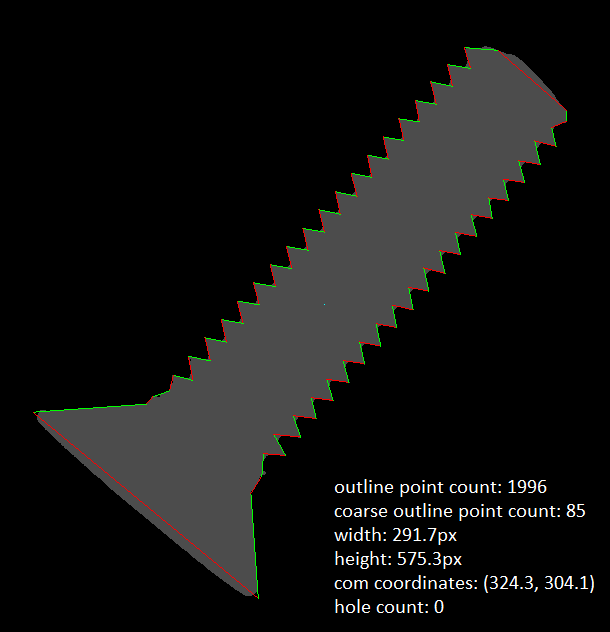 outline point count: 1996
coarse outline point count: 85
width: 291.7px
height: 575.3px
com coordinates: (324.3, 304.1)
hole count: 0